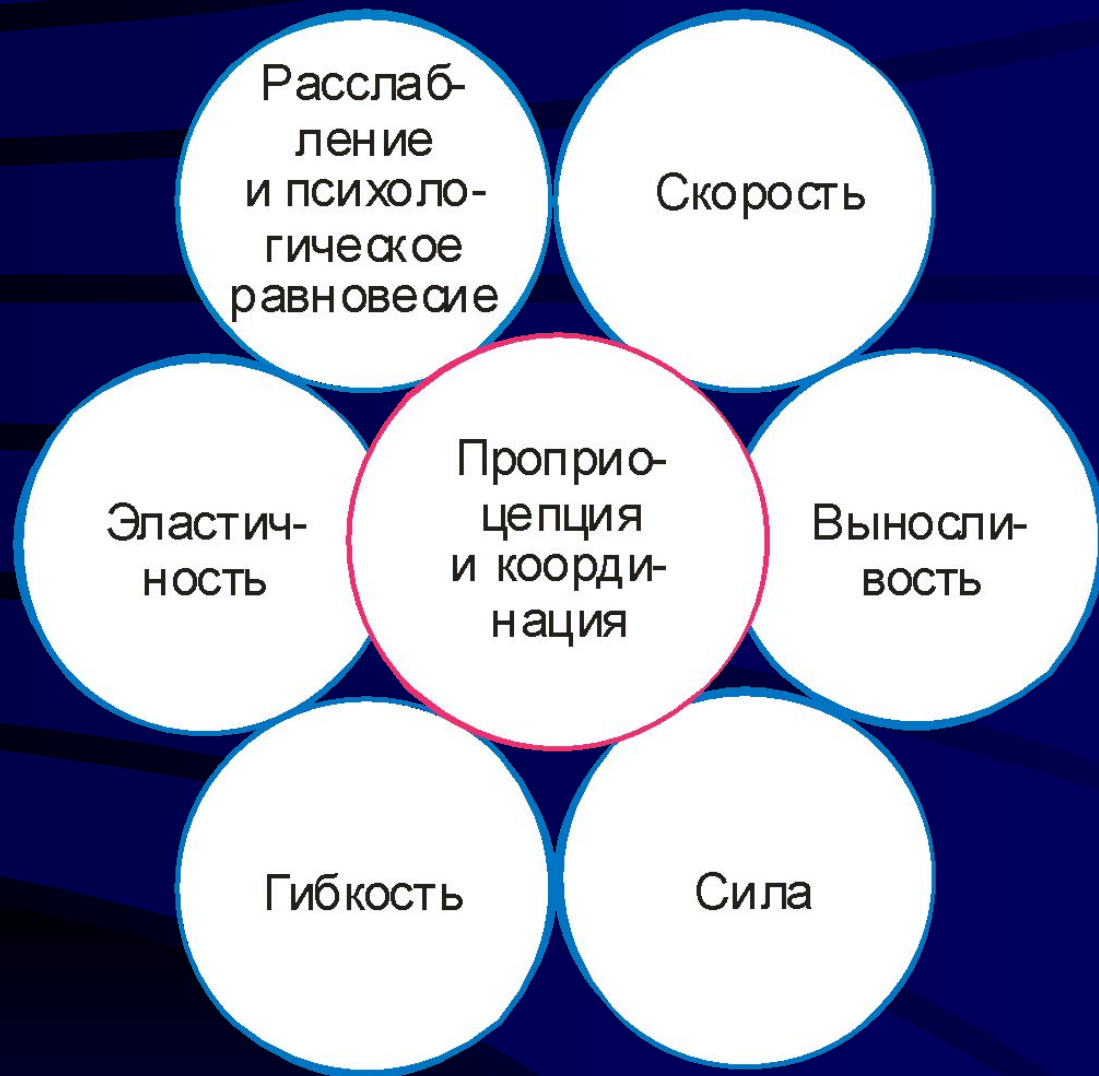 Расслаб-
ление
и психоло-
гическое
равновесие
Скорость
Эластич-
ность
Проприо-
цепция
и коорди-
нация
Выносли-
вость
Гибкость
Сила